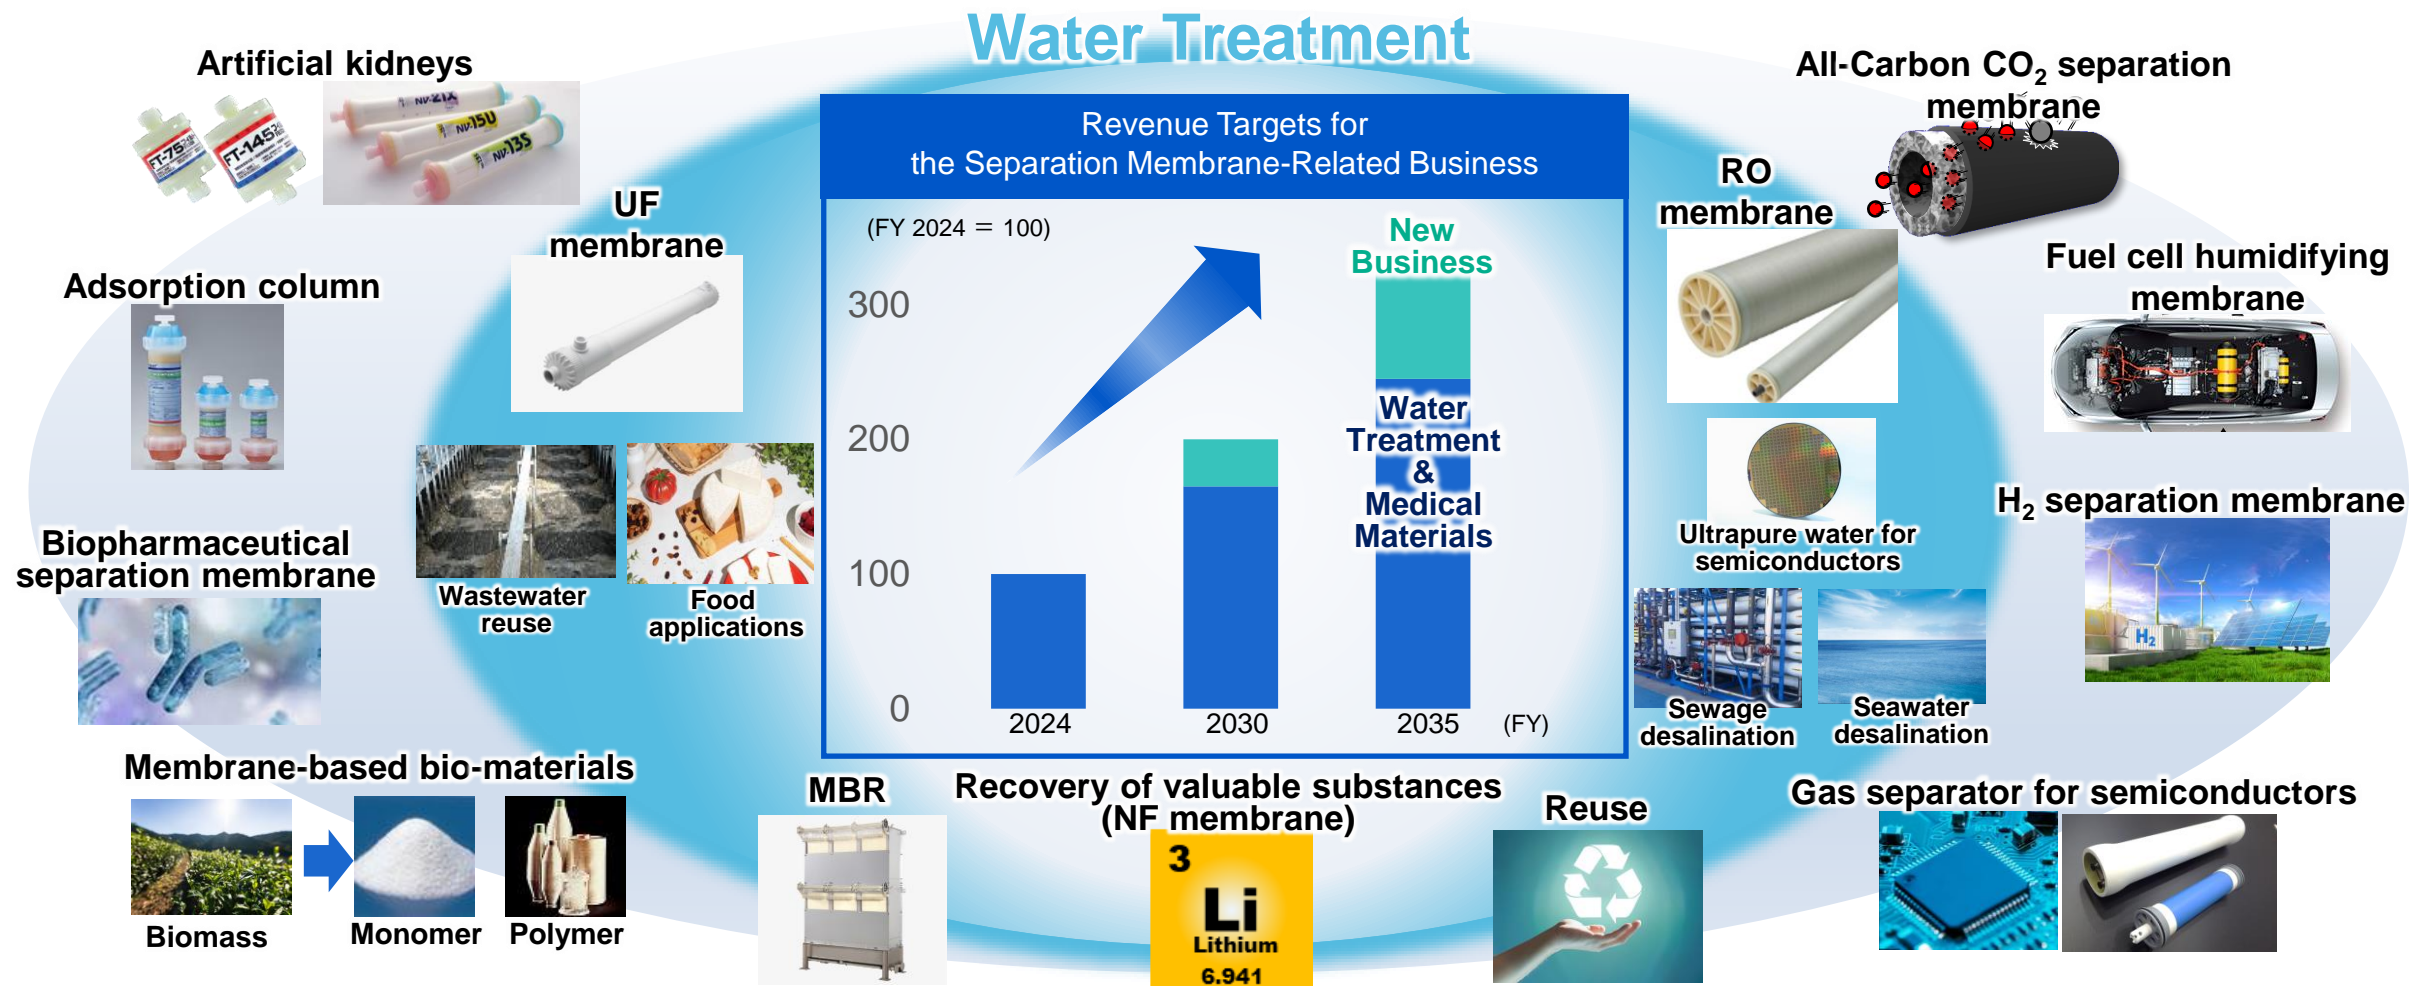 Water Treatment
Artificial kidneys
FT-75
FT-145
NV-21X
NV-15U
NV-13S
UF
membrane
Adsorption column
Biopharmaceutical
separation membrane
Wastewater
reuse
Food
applications
Membrane-based bio-materials
Biomass
Monomer
Polymer
Revenue Targets for
the Separation Membrane-Related Business
(FY 2024 = 100)
300
200
100
0
New
Business
Water
Treatment
&
Medical
Materials
2024
2030
2035
(FY)
MBR
Recovery of valuable substances
(NF membrane)
3
Li
Lithium
6.941
Reuse
All-Carbon CO₂ separation
membrane
RO
membrane
Fuel cell humidifying
membrane
Ultrapure water for
semiconductors
H₂ separation membrane
H₂
Sewage
desalination
Seawater
desalination
Gas separator for semiconductors